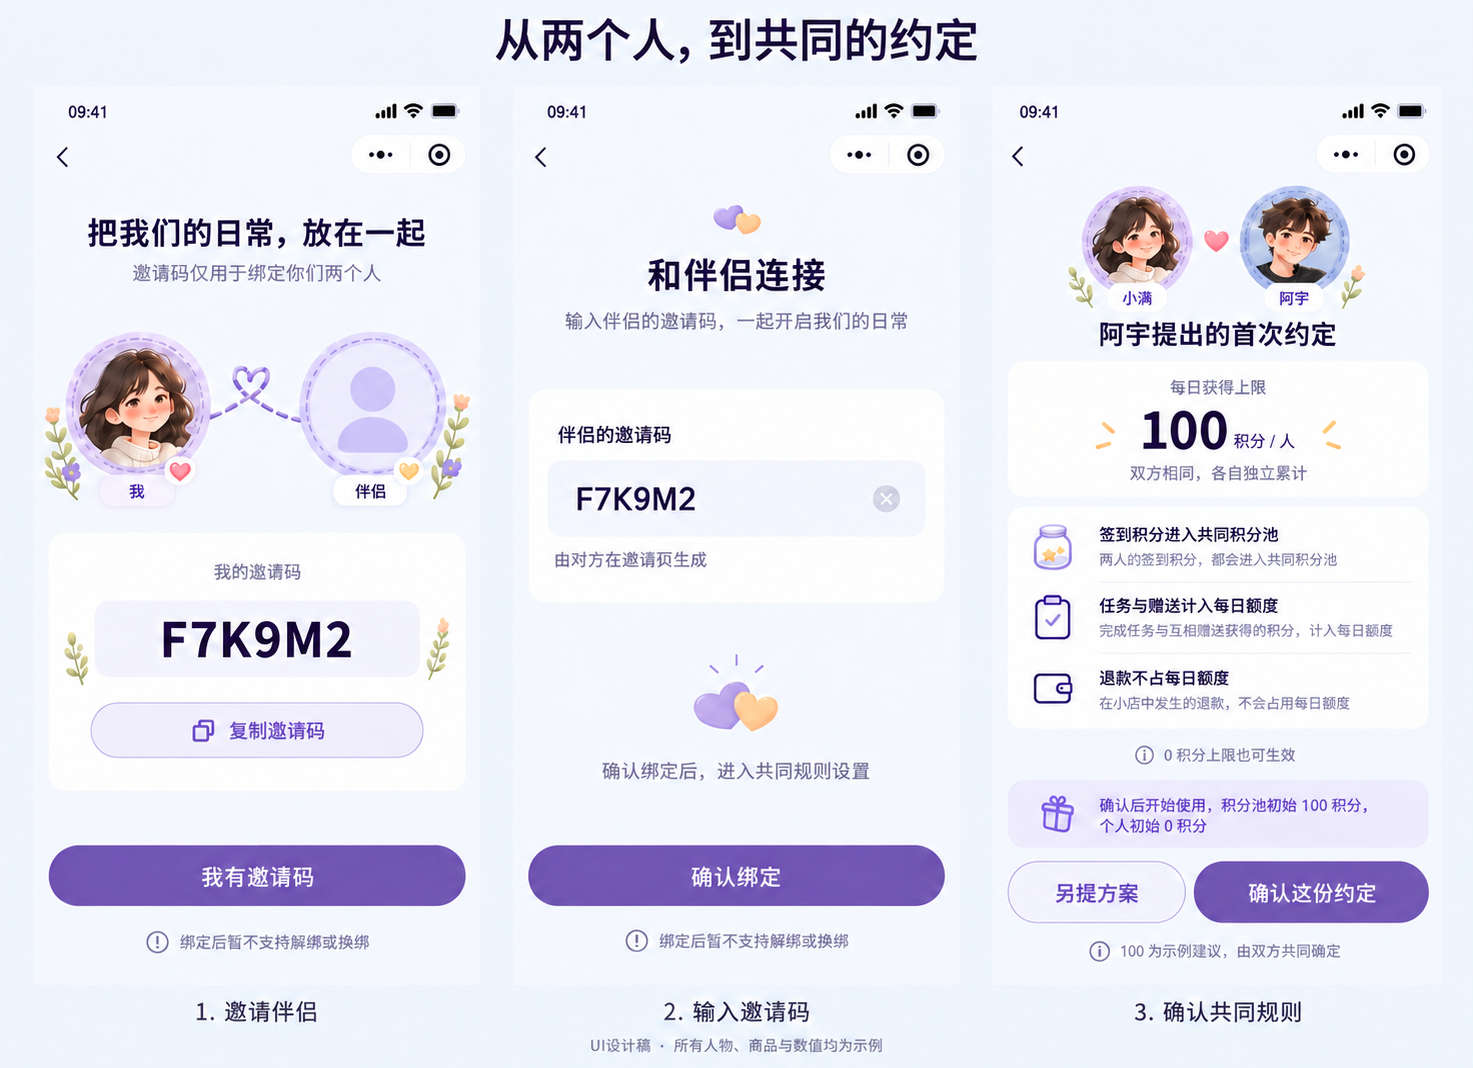 从两个人，到共同的约定
09:41
把我们的日常，放在一起
邀请码仅用于绑定你们两个人
我
伴侣
我的邀请码
F7K9M2
复制邀请码
我有邀请码
绑定后暂不支持解绑或换绑
1. 邀请伴侣
09:41
和伴侣连接
输入伴侣的邀请码，一起开启我们的日常
伴侣的邀请码
F7K9M2
由对方在邀请页生成
确认绑定后，进入共同规则设置
确认绑定
绑定后暂不支持解绑或换绑
2. 输入邀请码
09:41
小满
阿宇
阿宇提出的首次约定
每日获得上限
100 积分 / 人
双方相同，各自独立累计
签到积分进入共同积分池
两人的签到积分，都会进入共同积分池
任务与赠送计入每日额度
完成任务与互相赠送获得的积分，计入每日额度
退款不占每日额度
在小店中发生的退款，不会占用每日额度
0 积分上限也可生效
确认后开始使用，积分池初始 100 积分，
个人初始 0 积分
另提方案
确认这份约定
100 为示例建议，由双方共同确定
3. 确认共同规则
UI设计稿 · 所有人物、商品与数值均为示例